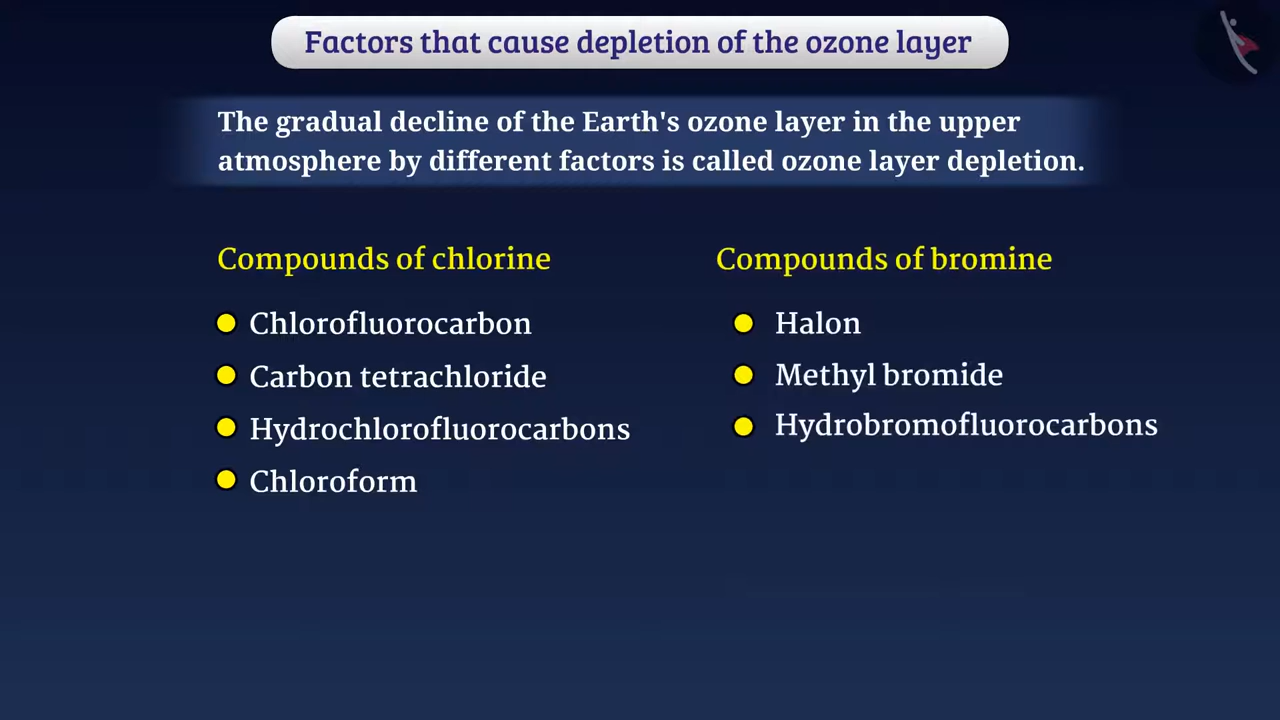 Factors that cause depletion of the ozone layer
The gradual decline of the Earth's ozone layer in the upper
atmosphere by different factors is called ozone layer depletion.
Compounds of chlorine
Chlorofluorocarbon
Carbon tetrachloride
Hydrochlorofluorocarbons
Chloroform
Compounds of bromine
Halon
Methyl bromide
Hydrobromofluorocarbons